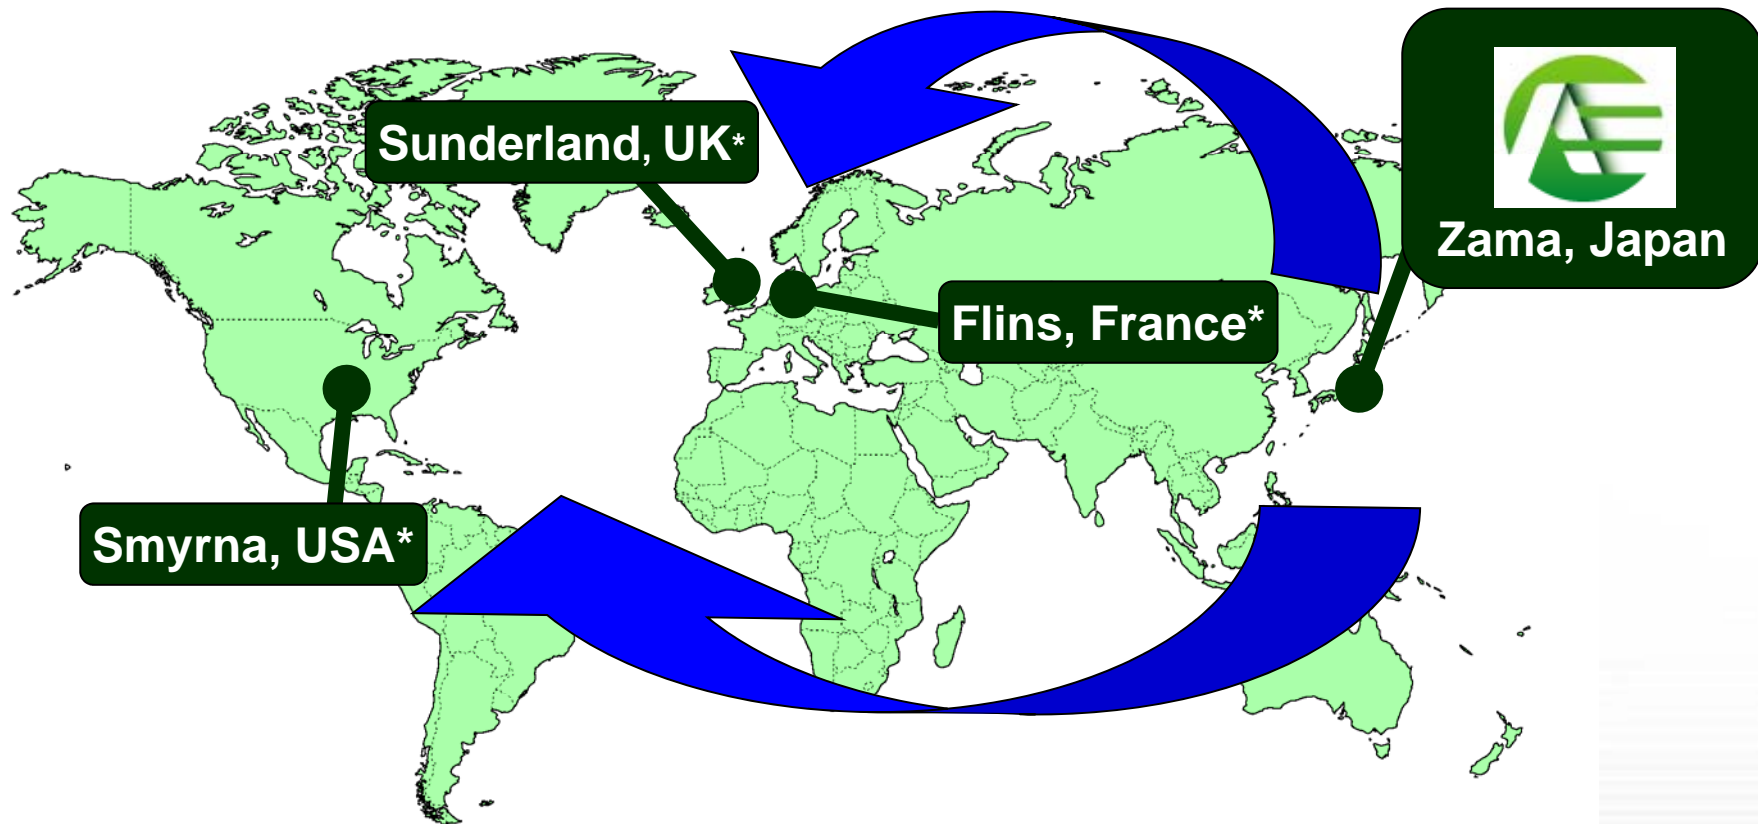 Sunderland, UK*
Zama, Japan
Flins, France*
Smyrna, USA*